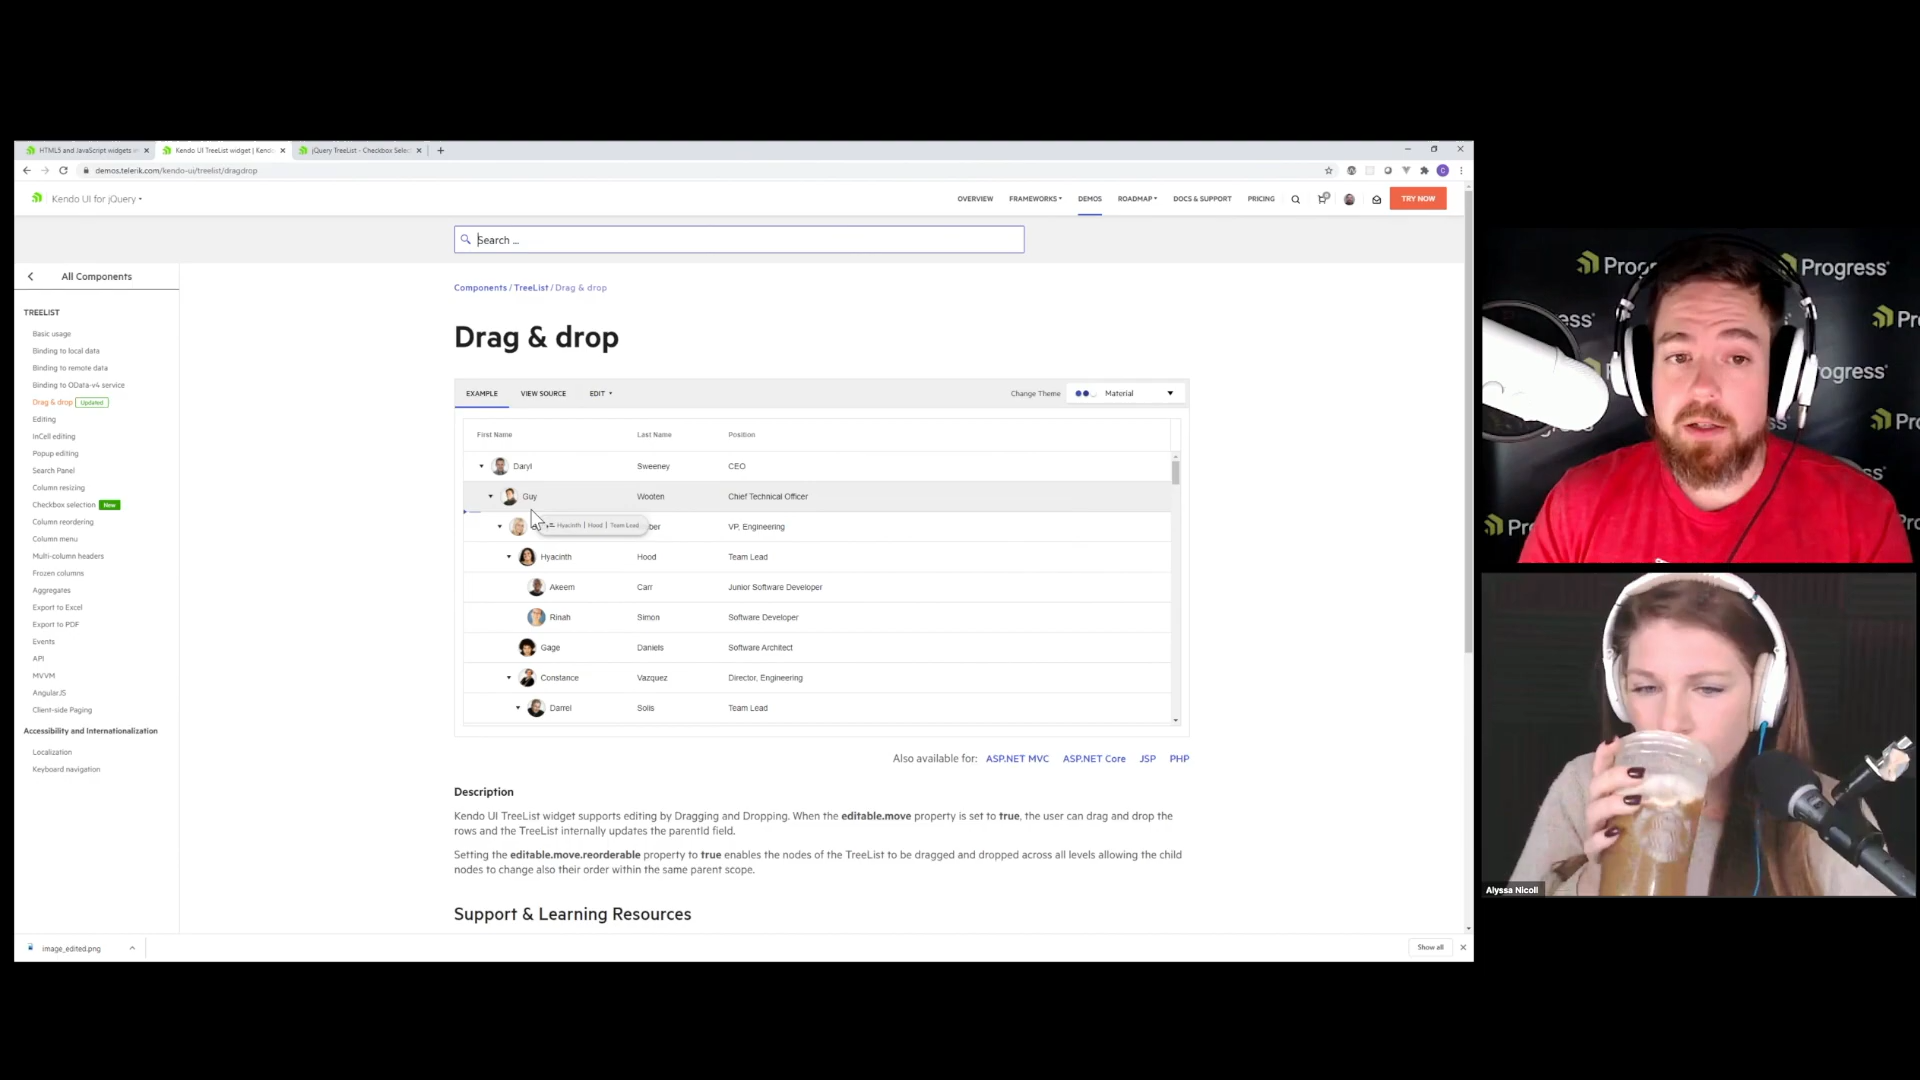 HTML5 and JavaScript widgets
Kendo UI TreeList widget | Kendo
jQuery TreeList - Checkbox Selec
demos.telerik.com/kendo-ui/treelist/dragdrop
Kendo UI for jQuery
OVERVIEW FRAMEWORKS DEMOS ROADMAP DOCS & SUPPORT PRICING TRY NOW
Search ...
All Components
TREELIST
Basic usage
Binding to local data
Binding to remote data
Binding to OData-v4 service
Drag & drop Updated
Editing
InCell editing
Popup editing
Search Panel
Column resizing
Checkbox selection New
Column reordering
Column menu
Multi-column headers
Frozen columns
Aggregates
Export to Excel
Export to PDF
Events
API
MVVM
AngularJS
Client-side Paging
Accessibility and Internationalization
Localization
Keyboard navigation
Components / TreeList / Drag & drop
Drag & drop
EXAMPLE VIEW SOURCE EDIT Change Theme Material
First Name Last Name Position
Daryl Sweeney CEO
Guy Wooten Chief Technical Officer
Hyacinth | Hood | Team Lead
ber VP, Engineering
Hyacinth Hood Team Lead
Akeem Carr Junior Software Developer
Rinah Simon Software Developer
Gage Daniels Software Architect
Constance Vazquez Director, Engineering
Darrel Solis Team Lead
Also available for: ASP.NET MVC ASP.NET Core JSP PHP
Description
Kendo UI TreeList widget supports editing by Dragging and Dropping. When the editable.move property is set to true, the user can drag and drop the
rows and the TreeList internally updates the parentId field.
Setting the editable.move.reorderable property to true enables the nodes of the TreeList to be dragged and dropped across all levels allowing the child
nodes to change also their order within the same parent scope.
Support & Learning Resources
image_edited.png
Show all
Progress
ogress
Alyssa Nicoll